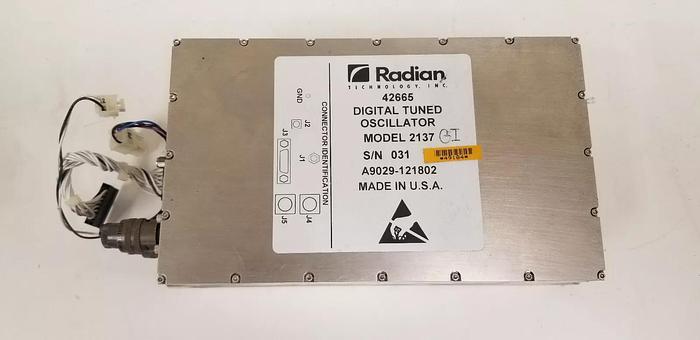 Radian
TECHNOLOGY, INC.
42665
DIGITAL TUNED
OSCILLATOR
MODEL 2137
S/N 031
*49184*
A9029-121802
MADE IN U.S.A.
CONNECTOR IDENTIFICATION
GND
J2
J1
J3
J4
J5